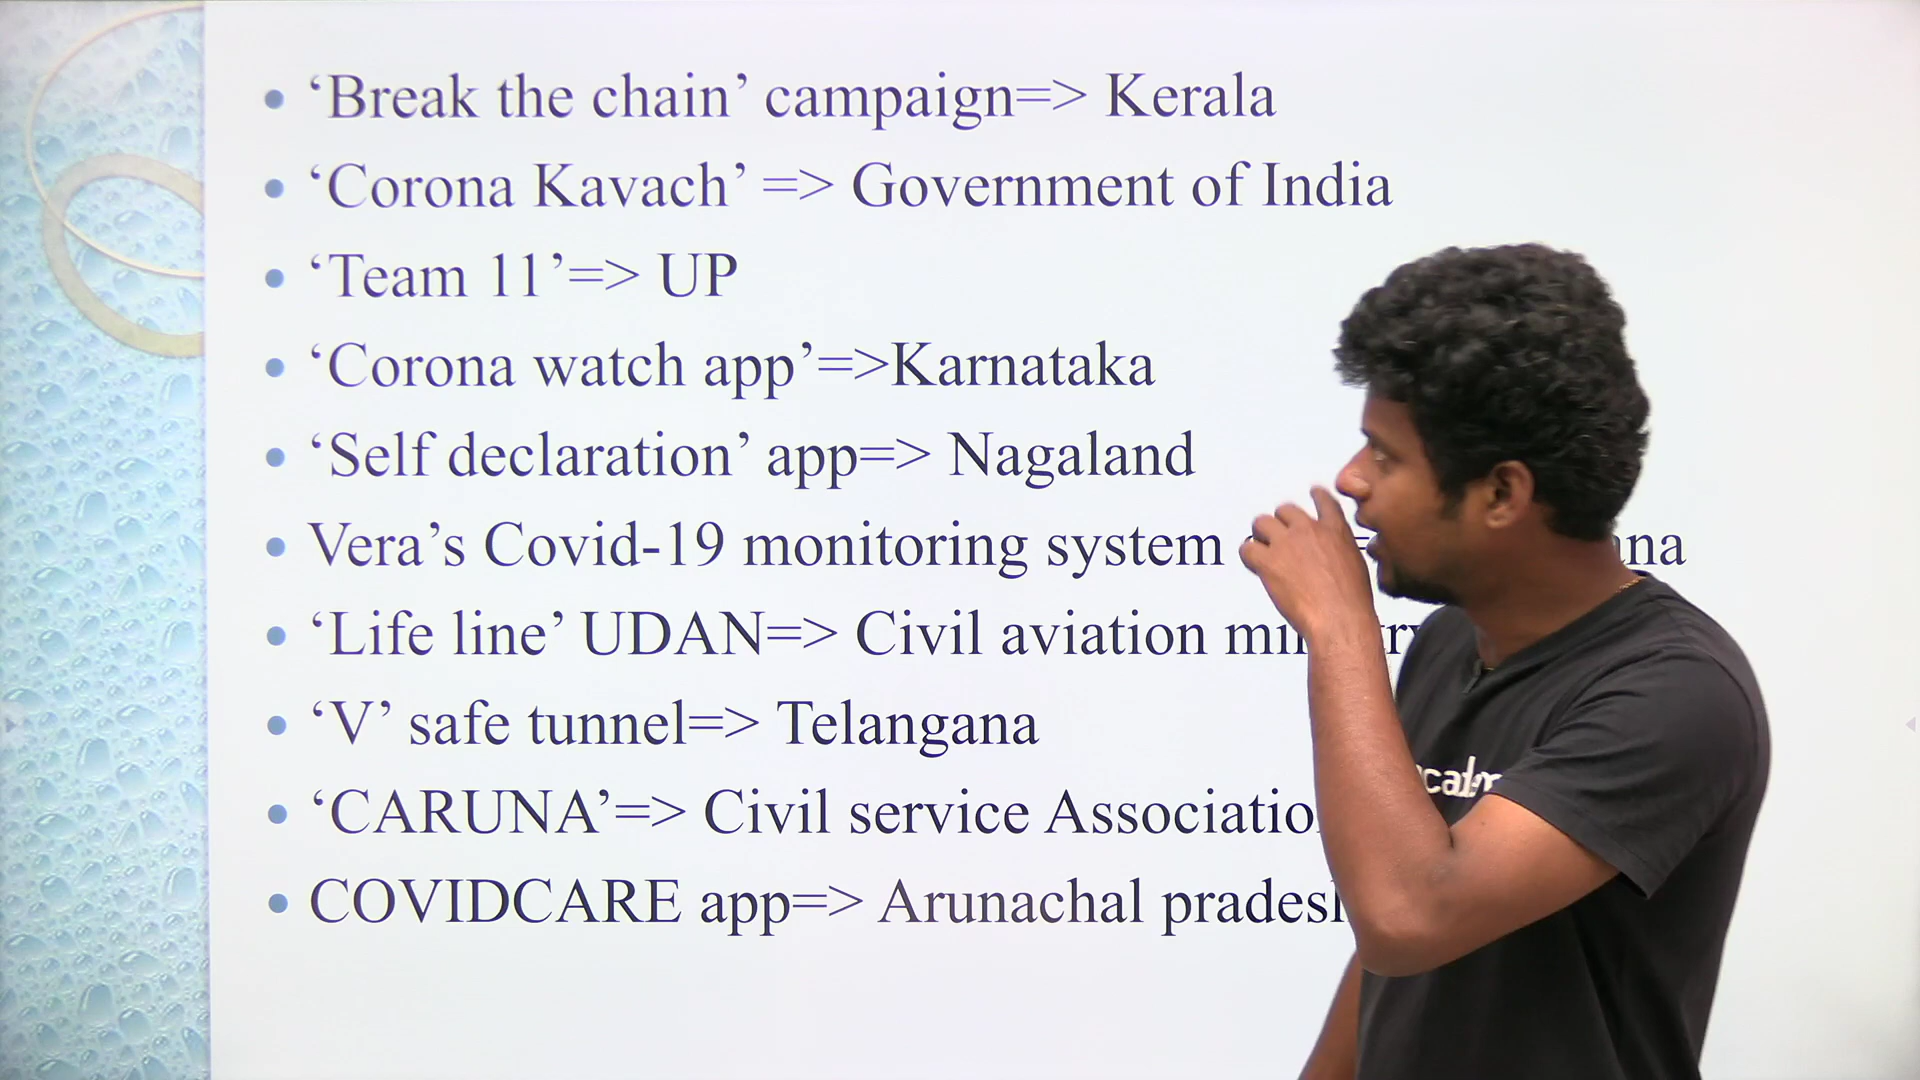 • ‘Break the chain’ campaign=> Kerala
• ‘Corona Kavach’ => Government of India
• ‘Team 11’=> UP
• ‘Corona watch app’=>Karnataka
• ‘Self declaration’ app=> Nagaland
• Vera’s Covid-19 monitoring system
• ‘Life line’ UDAN=> Civil aviation
• ‘V’ safe tunnel=> Telangana
• ‘CARUNA’=> Civil service
• COVIDCARE app=> Arunachal